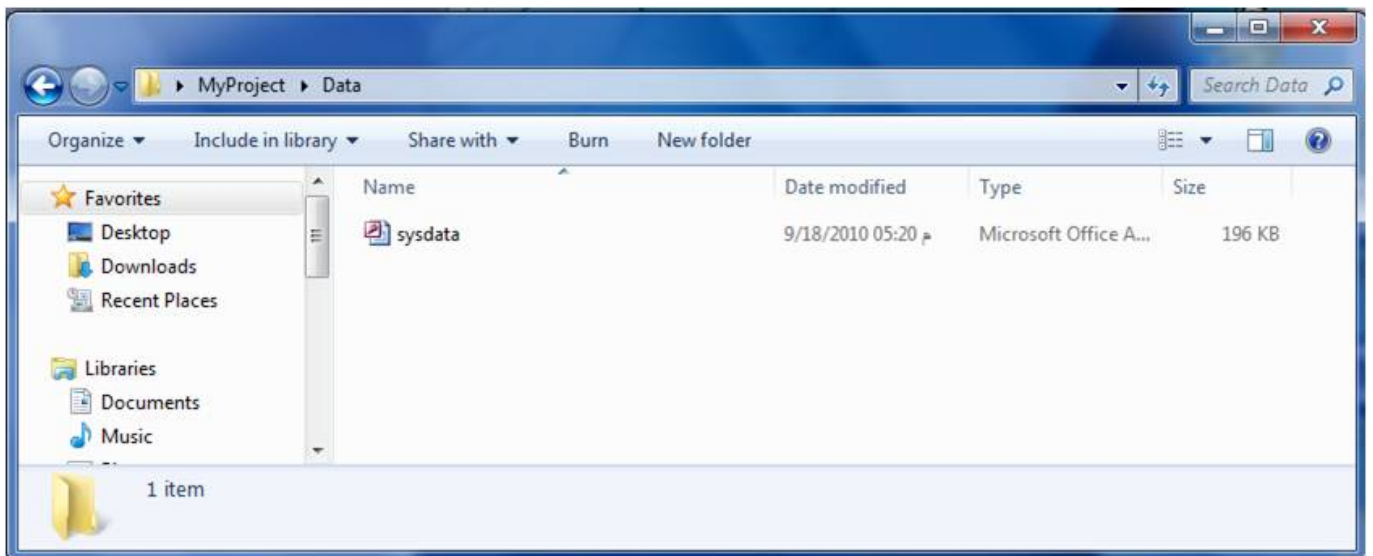 MyProject Data Search Data
Organize Include in library Share with Burn New folder
Favorites
Desktop
Downloads
Recent Places
Libraries
Documents
Music
Name Date modified Type Size
sysdata 9/18/2010 05:20 م Microsoft Office A... 196 KB
1 item